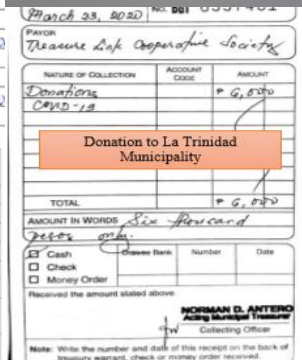 March 23, 2020
No. 001
PAYOR
Treasure Link Cooperative Society
NATURE OF COLLECTION ACCOUNT CODE AMOUNT
Donations ₱ 6,000
COVID-19
Donation to La Trinidad
Municipality
TOTAL ₱ 6,000
AMOUNT IN WORDS Six thousand
pesos only.
Cash Drawee Bank Number Date
Check
Money Order
Received the amount stated above.
NORMAN D. ANTERO
Acting Municipal Treasurer
Collecting Officer
Note: Write the number and date of this receipt on the back of
treasury warrant, check or money order received.